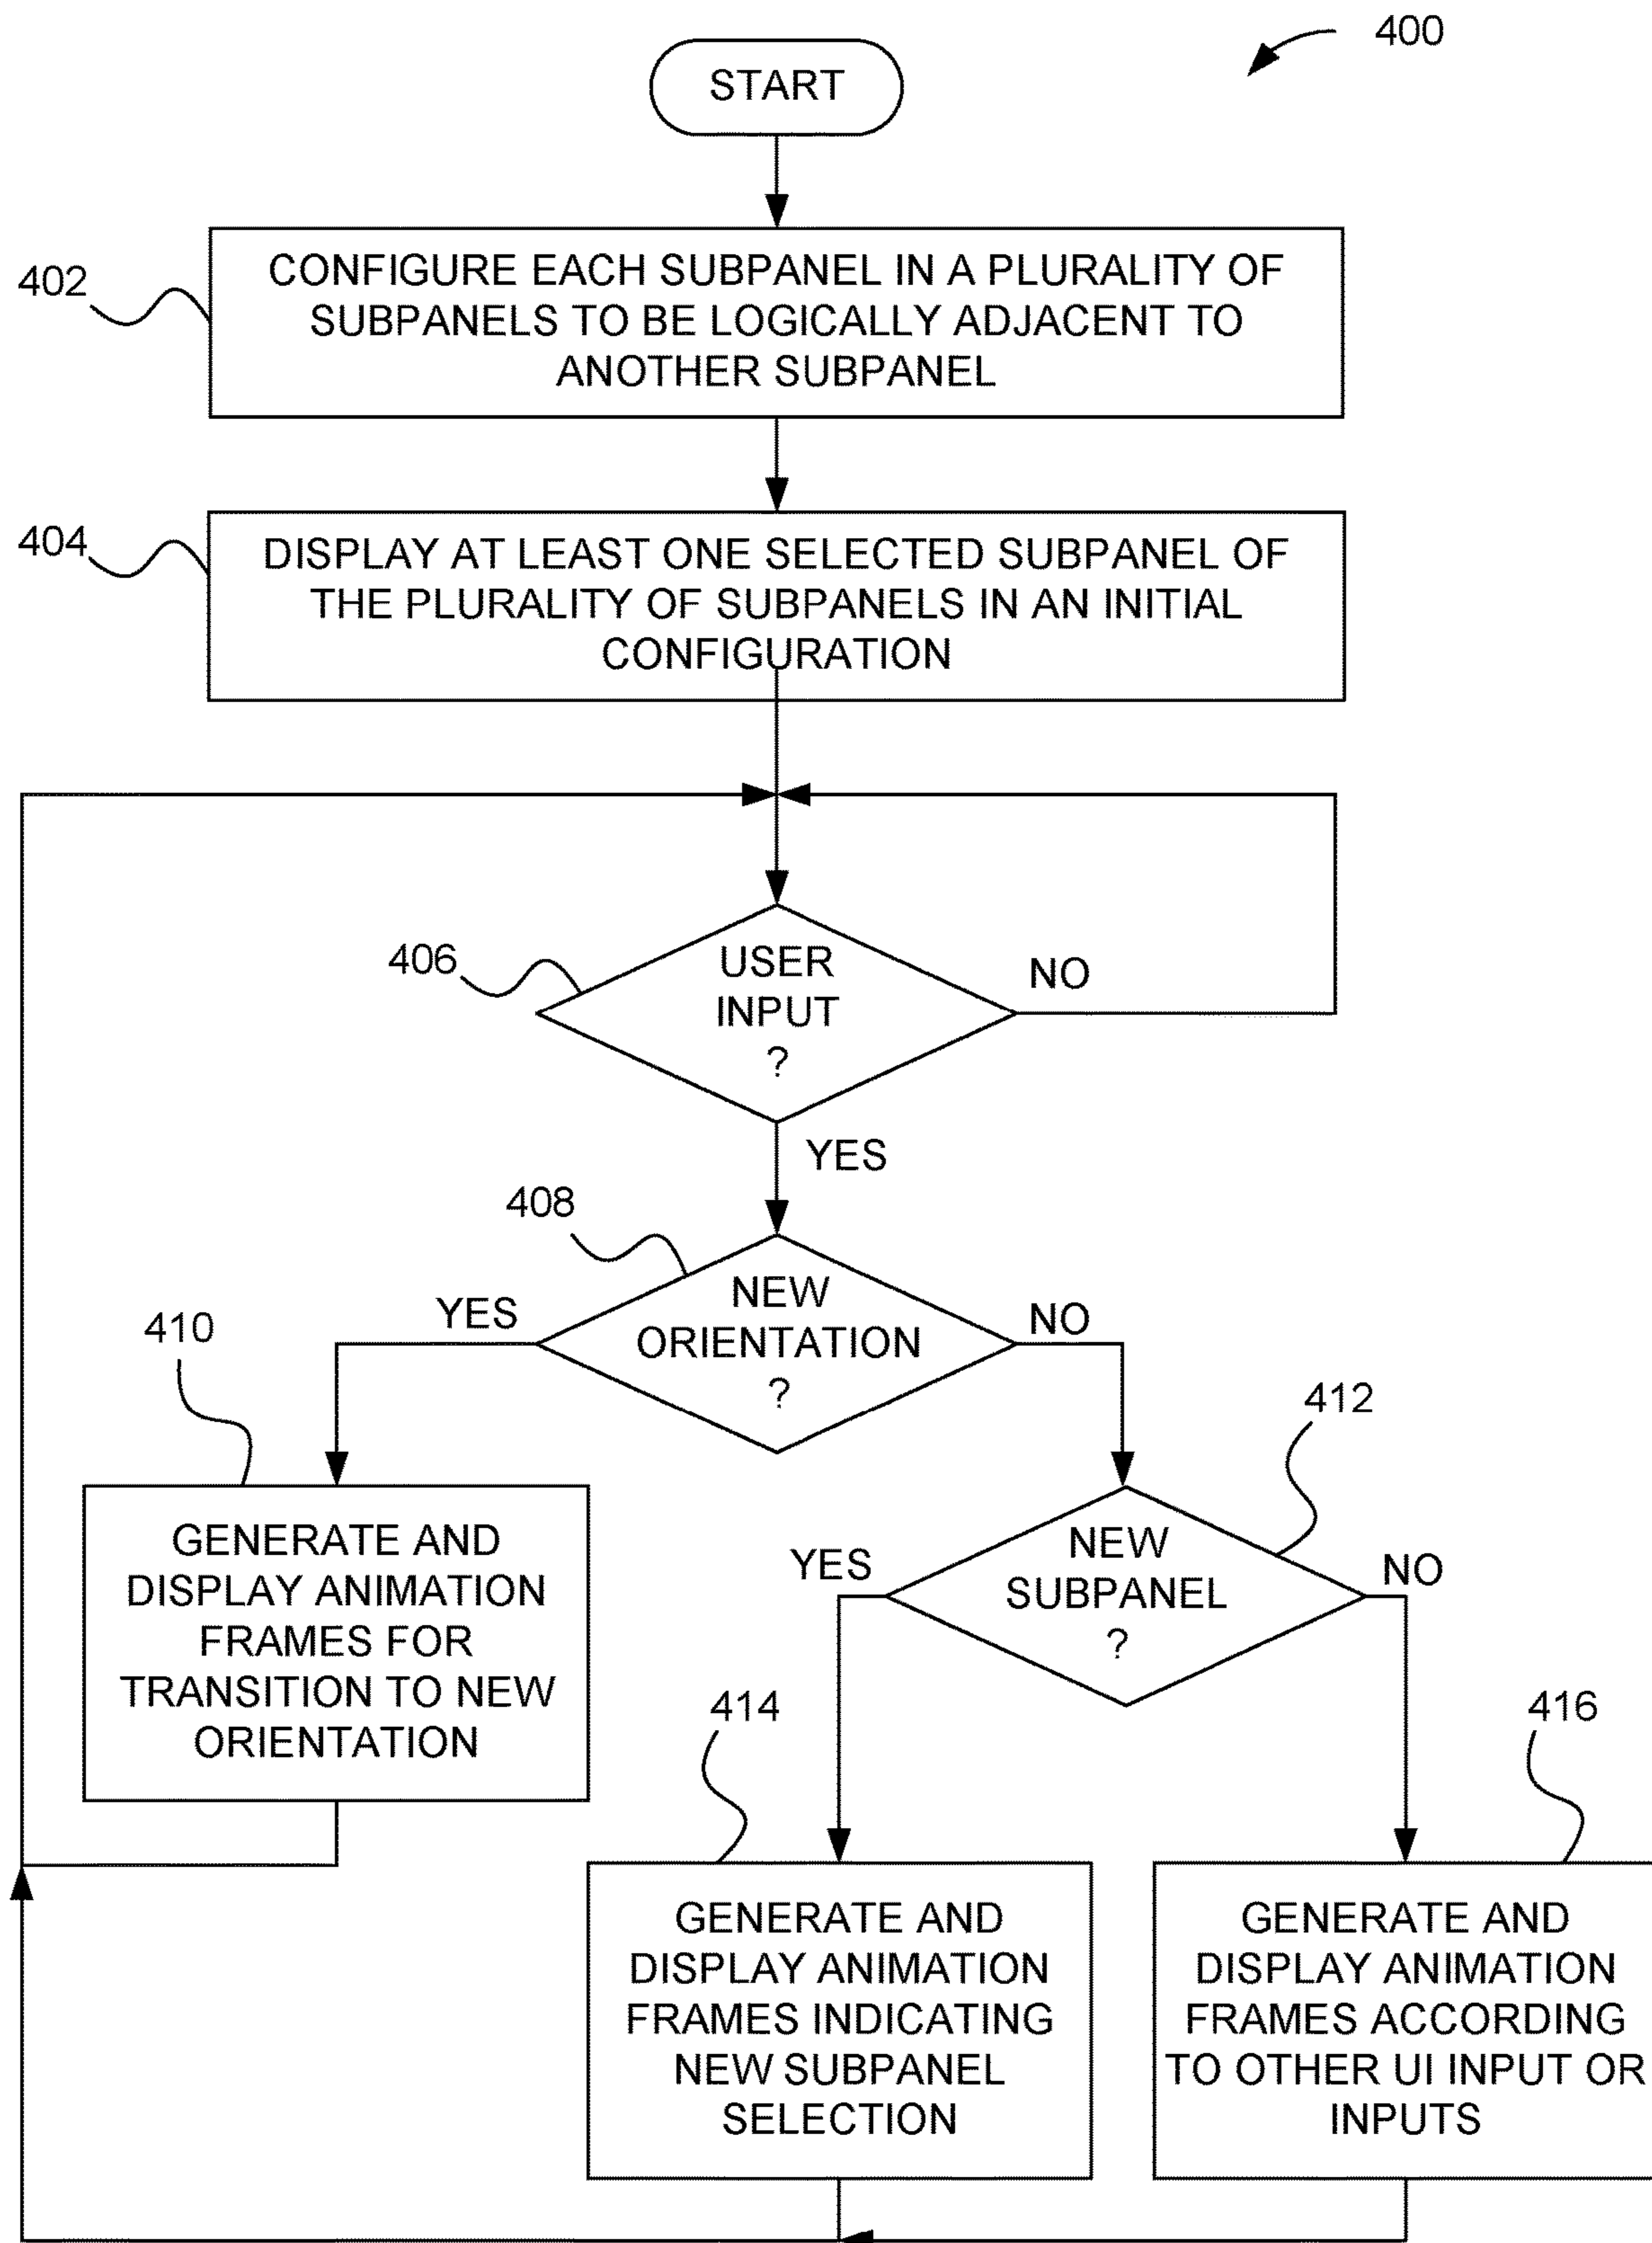 400
START
402
CONFIGURE EACH SUBPANEL IN A PLURALITY OF
SUBPANELS TO BE LOGICALLY ADJACENT TO
ANOTHER SUBPANEL
404
DISPLAY AT LEAST ONE SELECTED SUBPANEL OF
THE PLURALITY OF SUBPANELS IN AN INITIAL
CONFIGURATION
406
USER
INPUT
?
NO
YES
408
NEW
ORIENTATION
?
YES
NO
410
GENERATE AND
DISPLAY ANIMATION
FRAMES FOR
TRANSITION TO NEW
ORIENTATION
412
NEW
SUBPANEL
?
YES
NO
414
GENERATE AND
DISPLAY ANIMATION
FRAMES INDICATING
NEW SUBPANEL
SELECTION
416
GENERATE AND
DISPLAY ANIMATION
FRAMES ACCORDING
TO OTHER UI INPUT OR
INPUTS